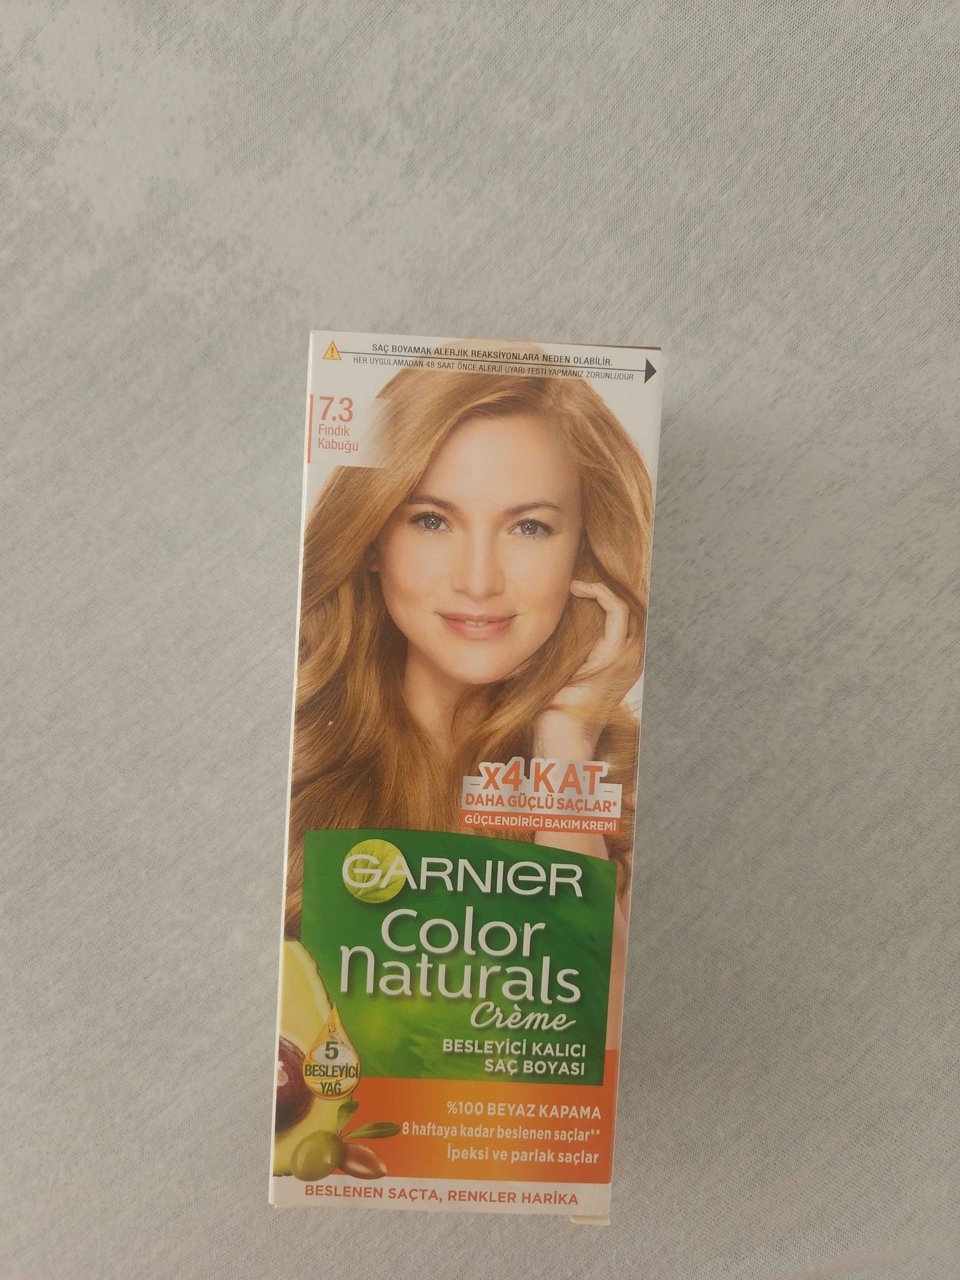 SAÇ BOYAMAK ALERJİK REAKSİYONLARA NEDEN OLABİLİR.
HER UYGULAMADAN 48 SAAT ÖNCE ALERJİ UYARI TESTİ YAPMANIZ ZORUNLUDUR
7.3
Fındık
Kabuğu
x4 KAT
DAHA GÜÇLÜ SAÇLAR*
GÜÇLENDİRİCİ BAKIM KREMİ
GARNIER
Color
Naturals
Crème
BESLEYİCİ KALICI
SAÇ BOYASI
5
BESLEYİCİ
YAĞ
%100 BEYAZ KAPAMA
8 haftaya kadar beslenen saçlar**
İpeksi ve parlak saçlar
BESLENEN SAÇTA, RENKLER HARİKA